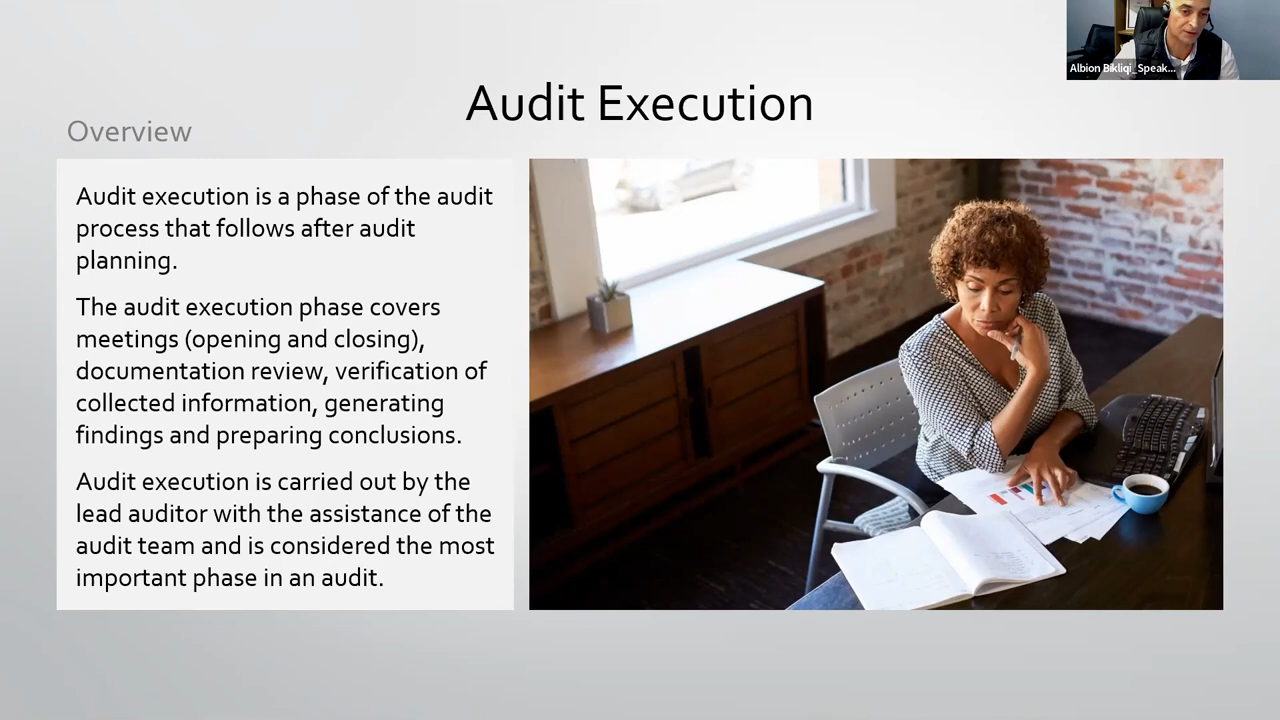 Albion Bikliqi_Speak...
Audit Execution
Overview
Audit execution is a phase of the audit
process that follows after audit
planning.
The audit execution phase covers
meetings (opening and closing),
documentation review, verification of
collected information, generating
findings and preparing conclusions.
Audit execution is carried out by the
lead auditor with the assistance of the
audit team and is considered the most
important phase in an audit.